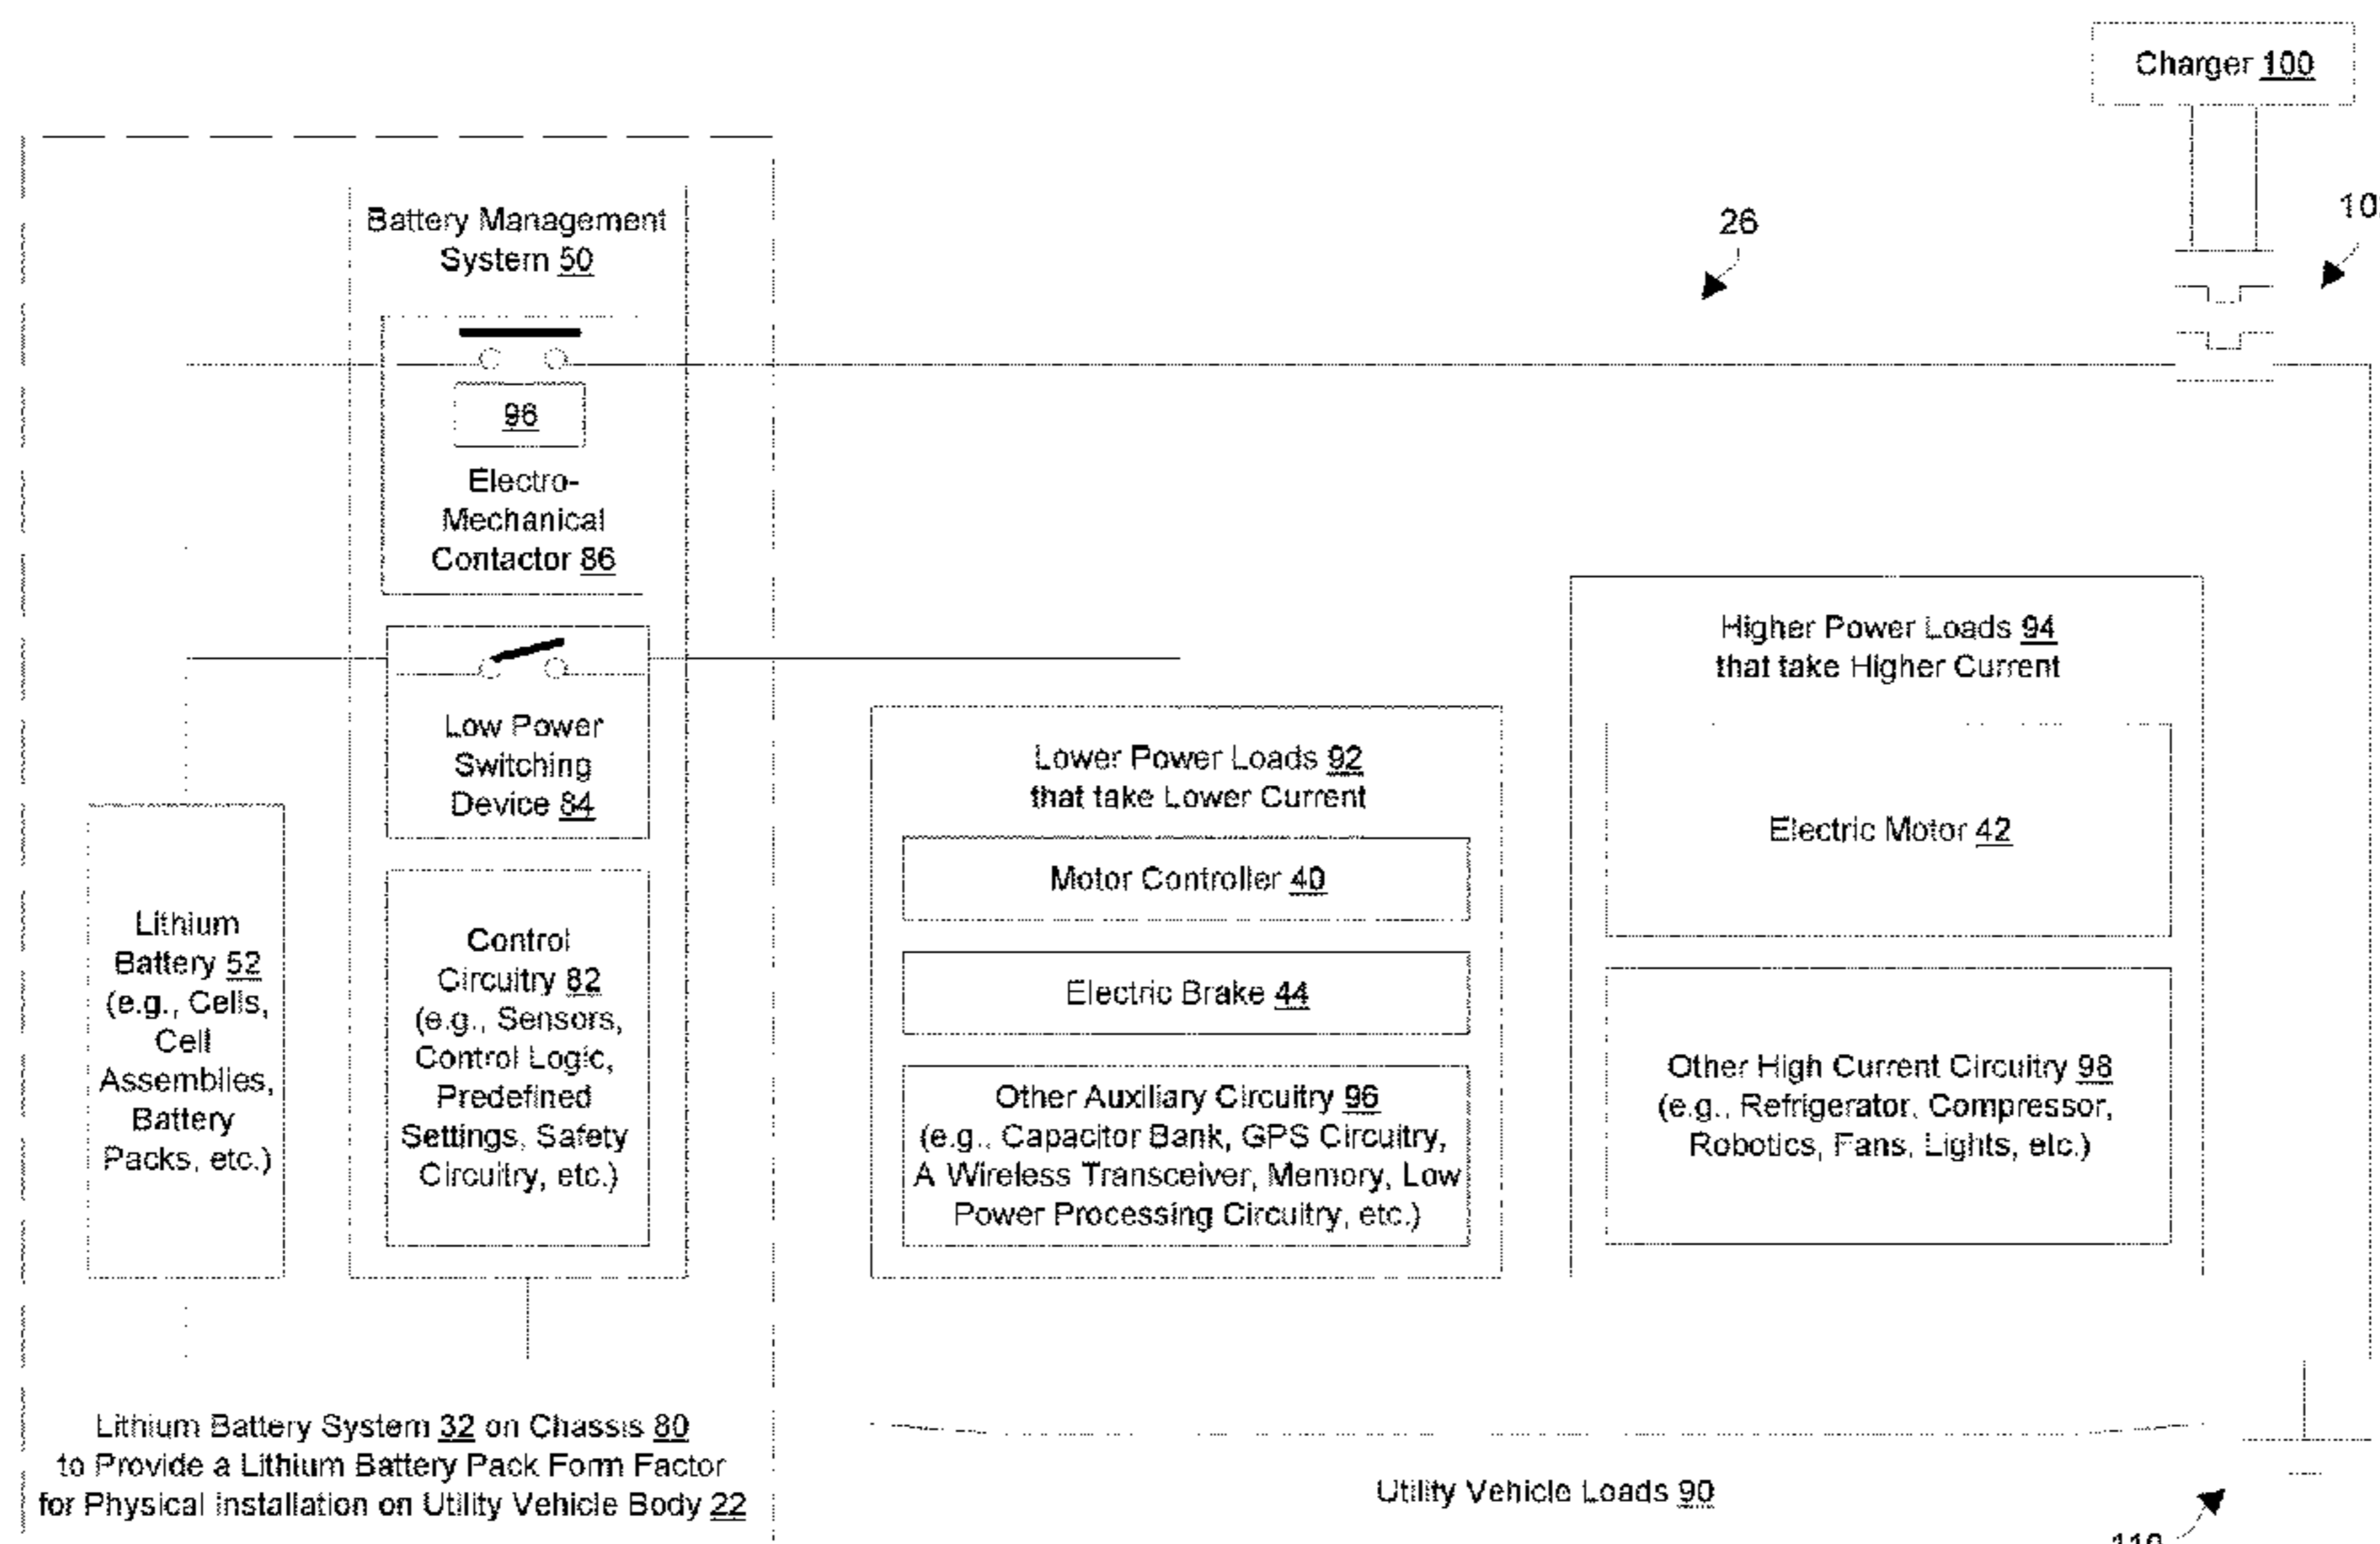 Charger 100
10
26
Battery Management
System 50
96
Electro-
Mechanical
Contactor 86
Low Power
Switching
Device 84
Control
Circuitry 82
(e.g., Sensors,
Control Logic,
Predefined
Settings, Safety
Circuitry, etc.)
Lithium
Battery 52
(e.g., Cells,
Cell
Assemblies,
Battery
Packs, etc.)
Lower Power Loads 92
that take Lower Current
Motor Controller 40
Electric Brake 44
Other Auxiliary Circuitry 96
(e.g., Capacitor Bank, GPS Circuitry,
A Wireless Transceiver, Memory, Low
Power Processing Circuitry, etc.)
Higher Power Loads 94
that take Higher Current
Electric Motor 42
Other High Current Circuitry 98
(e.g., Refrigerator, Compressor,
Robotics, Fans, Lights, etc.)
Lithium Battery System 32 on Chassis 80
to Provide a Lithium Battery Pack Form Factor
for Physical installation on Utility Vehicle Body 22
Utility Vehicle Loads 90